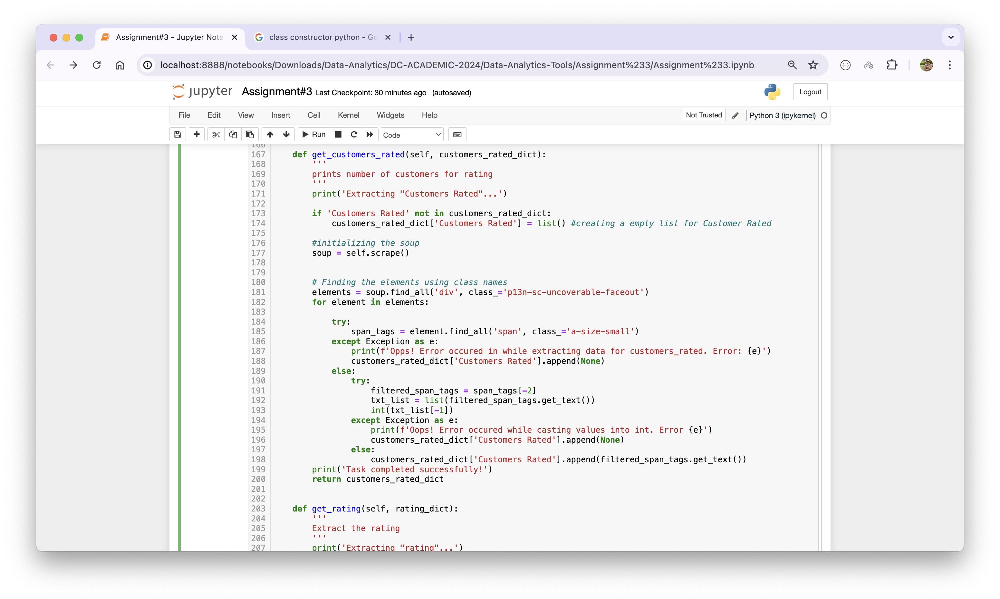 Assignment#3 - Jupyter Note
class constructor python - Go
localhost:8888/notebooks/Downloads/Data-Analytics/DC-ACADEMIC-2024/Data-Analytics-Tools/Assignment%233/Assignment%233.ipynb
jupyter Assignment#3 Last Checkpoint: 30 minutes ago (autosaved)
Logout
File Edit View Insert Cell Kernel Widgets Help
Not Trusted
Python 3 (ipykernel)
Run
Code
166
167     def get_customers_rated(self, customers_rated_dict):
168         '''
169         prints number of customers for rating
170         '''
171         print('Extracting "Customers Rated"...')
172
173         if 'Customers Rated' not in customers_rated_dict:
174             customers_rated_dict['Customers Rated'] = list() #creating a empty list for Customer Rated
175
176         #initializing the soup
177         soup = self.scrape()
178
179
180         # Finding the elements using class names
181         elements = soup.find_all('div', class_='p13n-sc-uncoverable-faceout')
182         for element in elements:
183
184             try:
185                 span_tags = element.find_all('span', class_='a-size-small')
186             except Exception as e:
187                 print(f'Opps! Error occured in while extracting data for customers_rated. Error: {e}')
188                 customers_rated_dict['Customers Rated'].append(None)
189             else:
190                 try:
191                     filtered_span_tags = span_tags[-2]
192                     txt_list = list(filtered_span_tags.get_text())
193                     int(txt_list[-1])
194                 except Exception as e:
195                     print(f'Oops! Error occured while casting values into int. Error {e}')
196                     customers_rated_dict['Customers Rated'].append(None)
197                 else:
198                     customers_rated_dict['Customers Rated'].append(filtered_span_tags.get_text())
199         print('Task completed successfully!')
200         return customers_rated_dict
201
202
203     def get_rating(self, rating_dict):
204         '''
205         Extract the rating
206         '''
207         print('Extracting "rating"...')